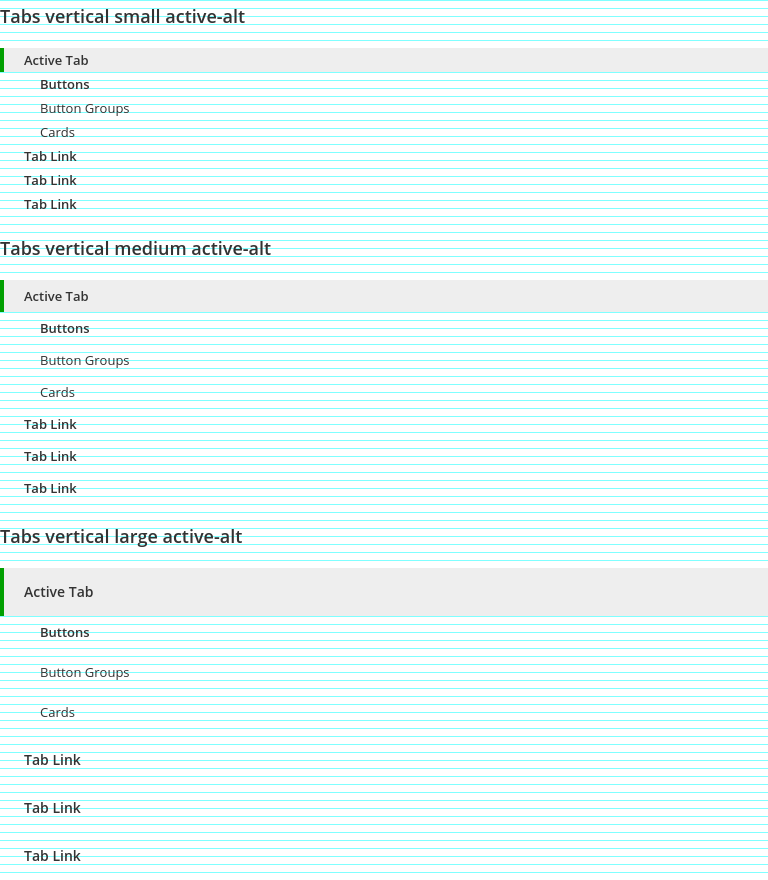 Tabs vertical small active-alt
Active Tab
Buttons
Button Groups
Cards
Tab Link
Tab Link
Tab Link
Tabs vertical medium active-alt
Active Tab
Buttons
Button Groups
Cards
Tab Link
Tab Link
Tab Link
Tabs vertical large active-alt
Active Tab
Buttons
Button Groups
Cards
Tab Link
Tab Link
Tab Link